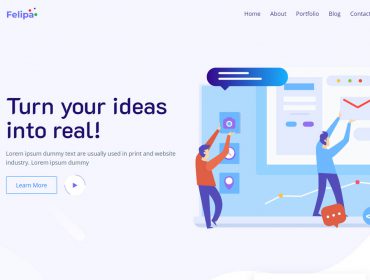 Felipa
Home About Portfolio Blog Contact
Turn your ideas
into real!
Lorem ipsum dummy text are usually used in print and website
industry. Lorem ipsum dummy
Learn More